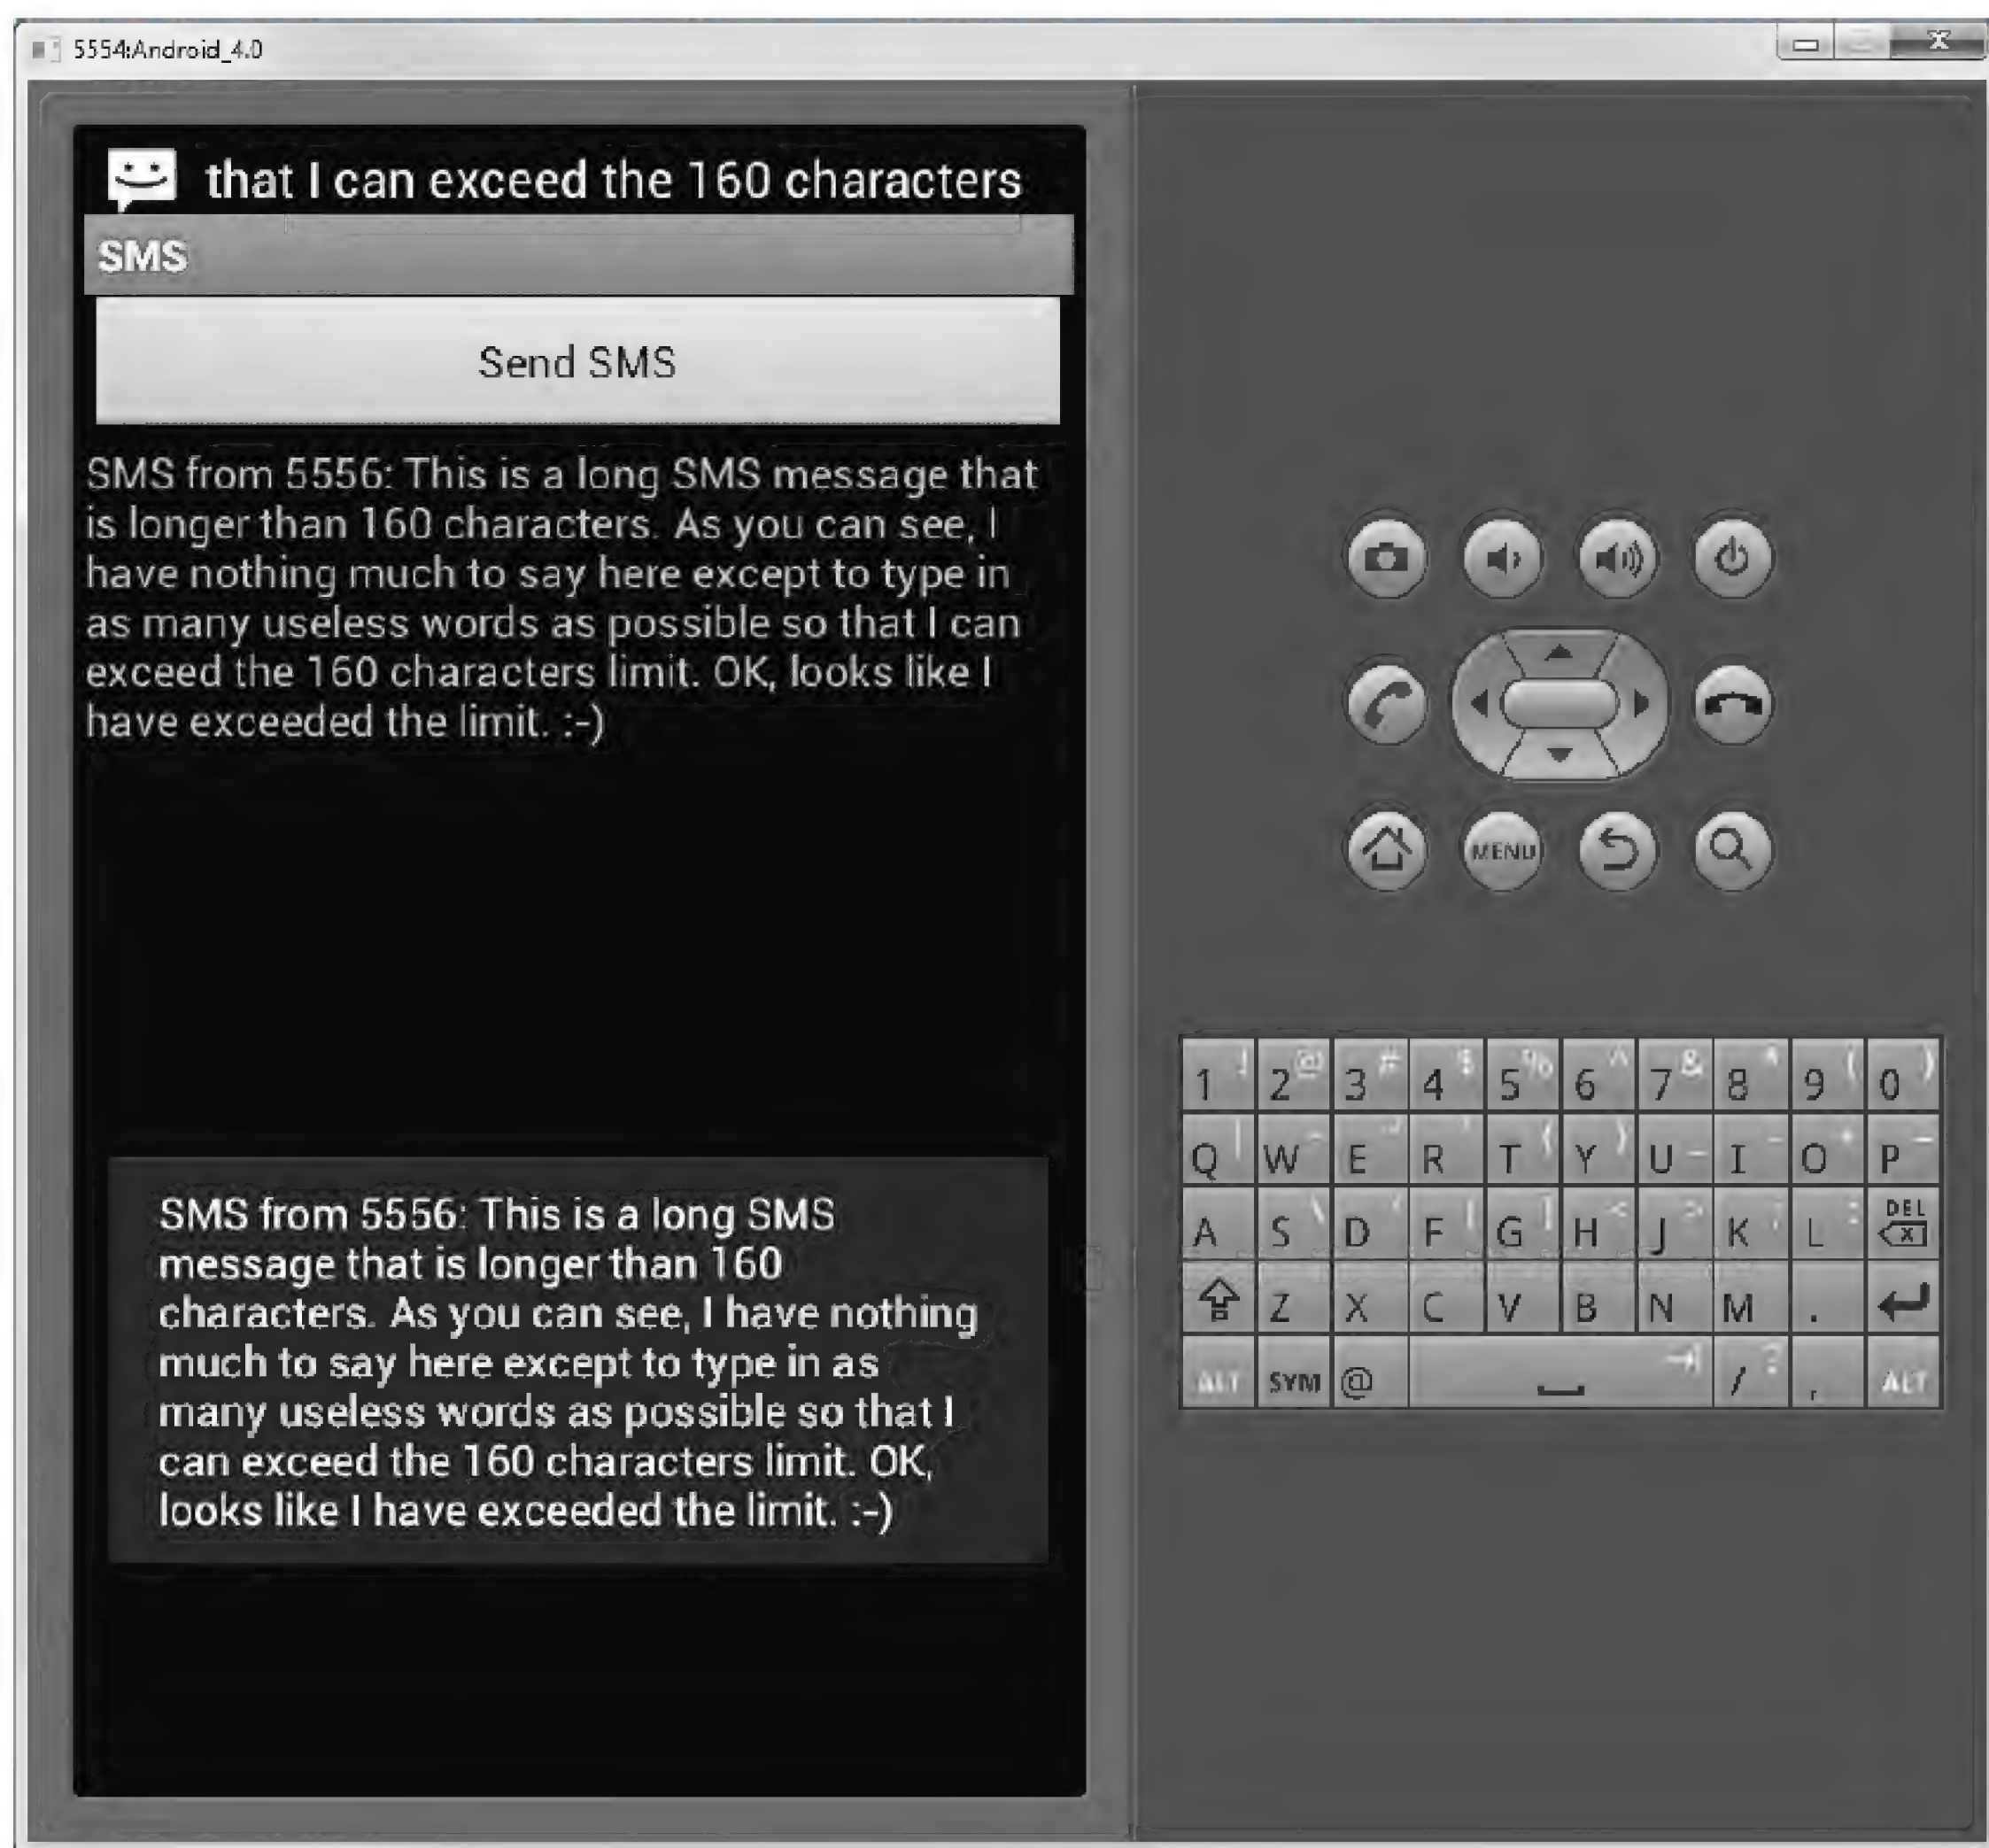 5554:Android_4.0
that I can exceed the 160 characters
SMS
Send SMS
SMS from 5556: This is a long SMS message that
is longer than 160 characters. As you can see, I
have nothing much to say here except to type in
as many useless words as possible so that I can
exceed the 160 characters limit. OK, looks like I
have exceeded the limit. :-)
SMS from 5556: This is a long SMS
message that is longer than 160
characters. As you can see, I have nothing
much to say here except to type in as
many useless words as possible so that I
can exceed the 160 characters limit. OK,
looks like I have exceeded the limit. :-)
MENU
1 ! 2 @ 3 # 4 $ 5 % 6 ^ 7 & 8 * 9 ( 0 )
Q W E R T Y U I O P
A S D F G H J K L DEL
Z X C V B N M .
ALT SYM @ / ? , ALT